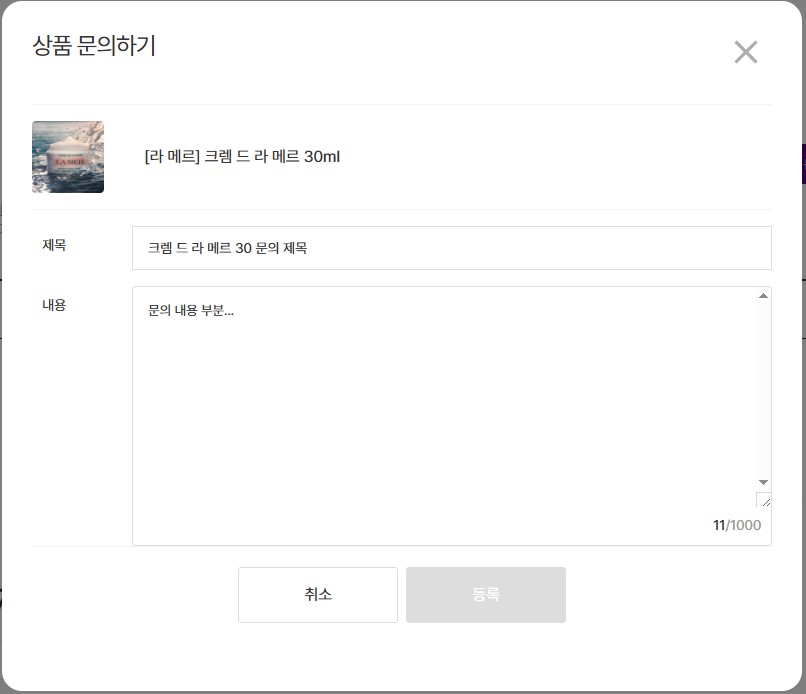 상품 문의하기
LA MER
[라 메르] 크렘 드 라 메르 30ml
제목
크렘 드 라 메르 30 문의 제목
내용
문의 내용 부분...
11/1000
취소
등록